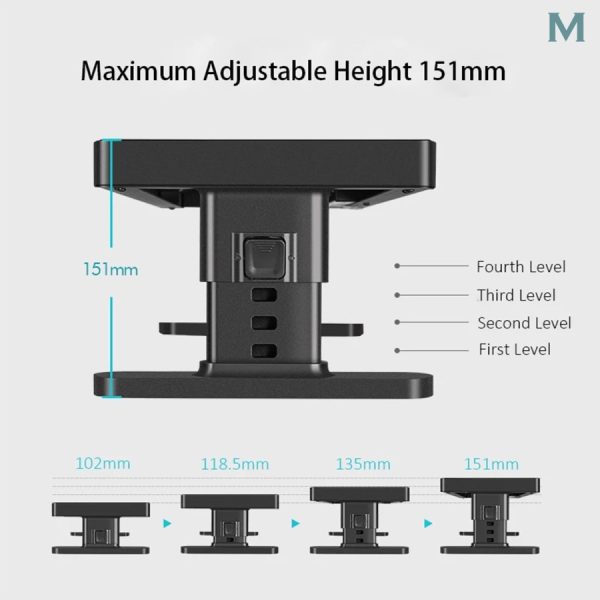 M
Maximum Adjustable Height 151mm
151mm
Fourth Level
Third Level
Second Level
First Level
102mm
118.5mm
135mm
151mm